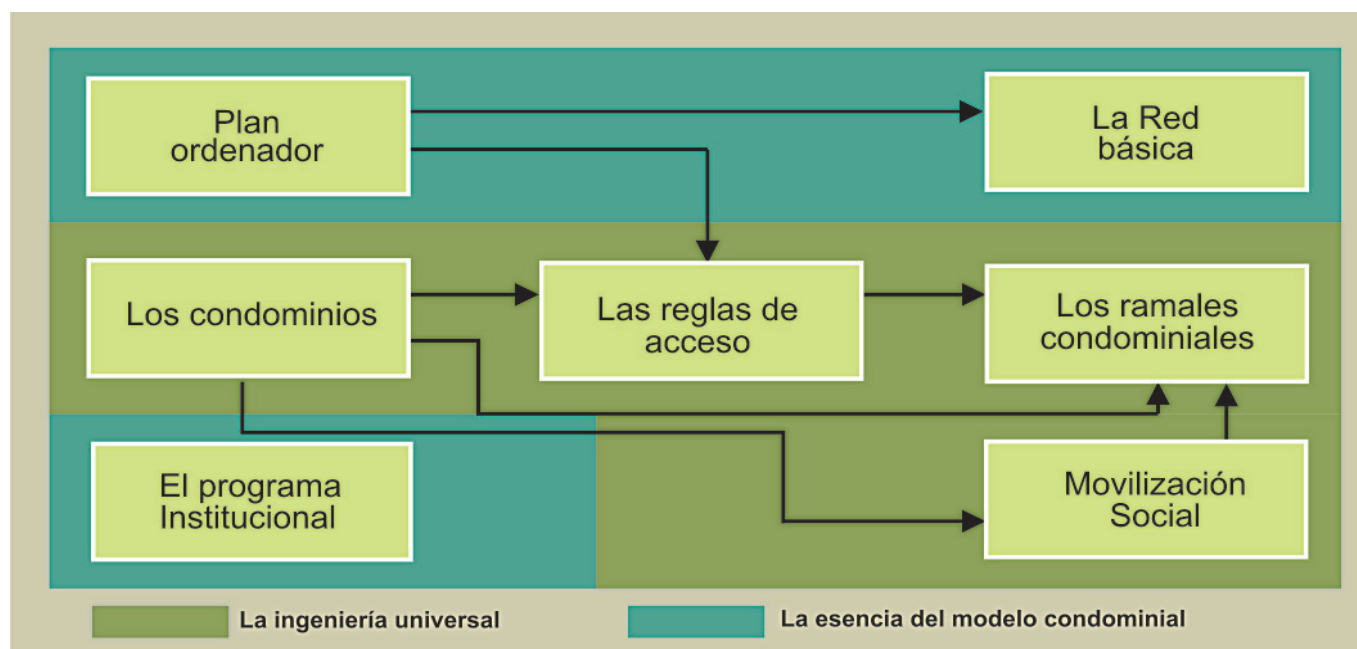 Plan
ordenador
La Red
básica
Los condominios
Las reglas de
acceso
Los ramales
condominiales
El programa
Institucional
Movilización
Social
La ingeniería universal
La esencia del modelo condominial